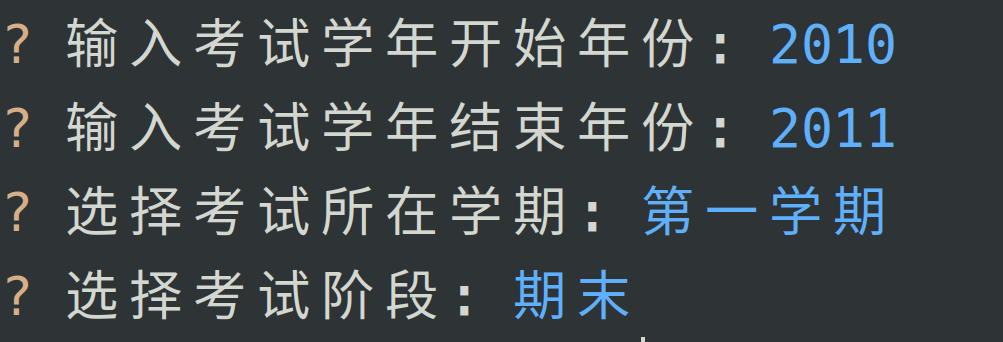 ? 输入考试学年开始年份: 2010
? 输入考试学年结束年份: 2011
? 选择考试所在学期: 第一学期
? 选择考试阶段: 期末